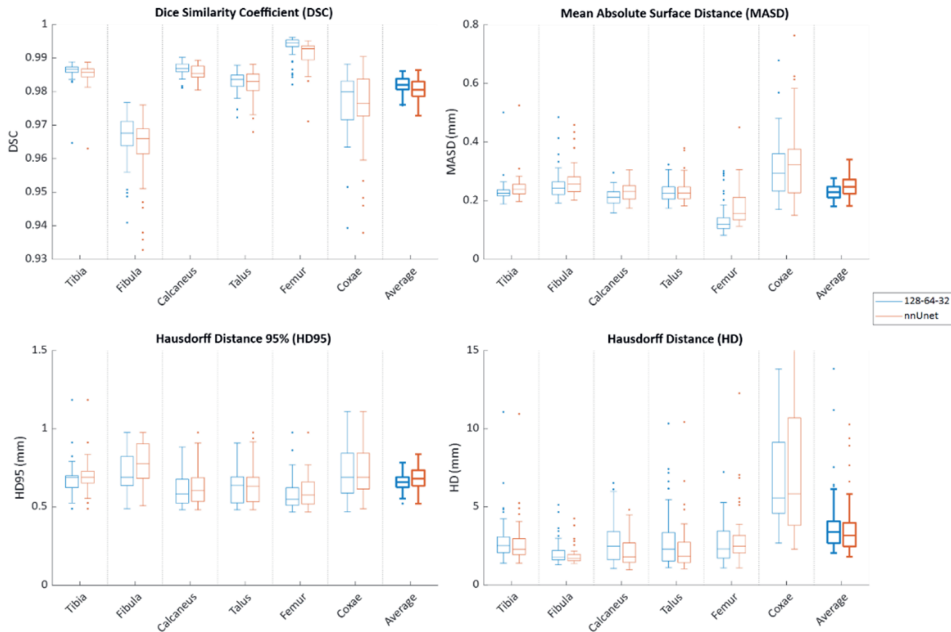 Dice Similarity Coefficient (DSC)
DSC
0.99
0.98
0.97
0.96
0.95
0.94
0.93
Tibia
Fibula
Calcaneus
Talus
Femur
Coxae
Average
Mean Absolute Surface Distance (MASD)
MASD (mm)
0.8
0.6
0.4
0.2
0
Tibia
Fibula
Calcaneus
Talus
Femur
Coxae
Average
128-64-32
nnUnet
Hausdorff Distance 95% (HD95)
HD95 (mm)
1.5
1
0.5
0
Tibia
Fibula
Calcaneus
Talus
Femur
Coxae
Average
Hausdorff Distance (HD)
HD (mm)
15
10
5
0
Tibia
Fibula
Calcaneus
Talus
Femur
Coxae
Average